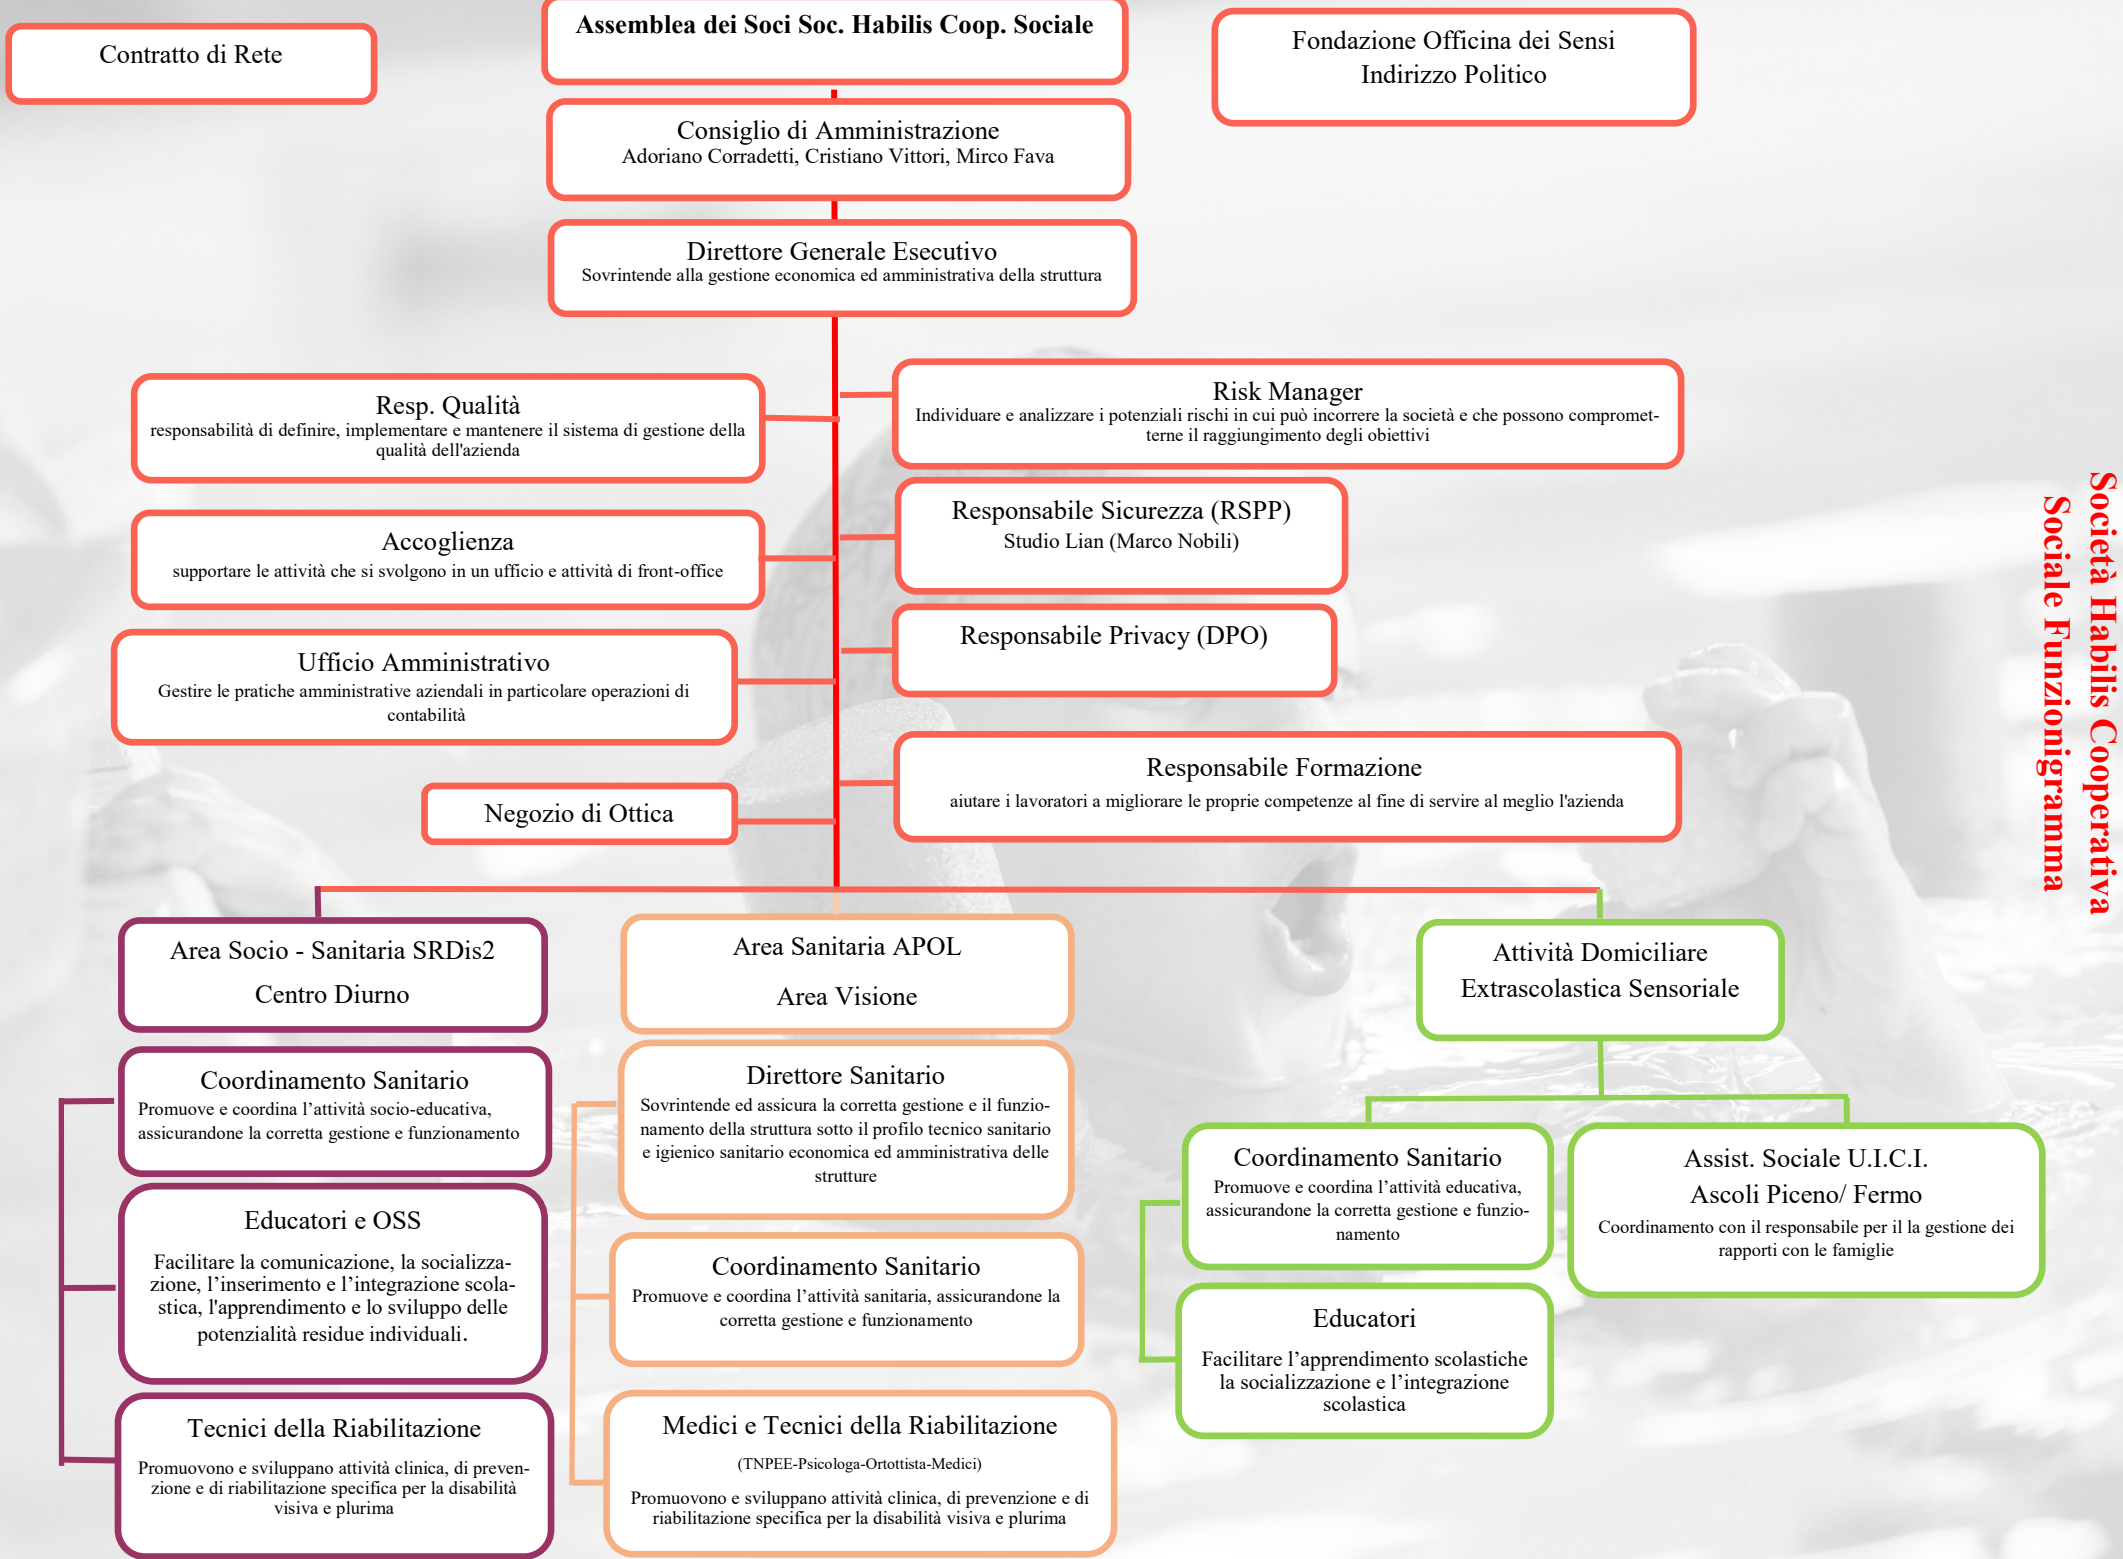 Contratto di Rete
Assemblea dei Soci Soc. Habilis Coop. Sociale
Fondazione Officina dei Sensi
Indirizzo Politico
Consiglio di Amministrazione
Adoriano Corradetti, Cristiano Vittori, Mirco Fava
Direttore Generale Esecutivo
Sovrintende alla gestione economica ed amministrativa della struttura
Resp. Qualità
responsabilità di definire, implementare e mantenere il sistema di gestione della
qualità dell'azienda
Risk Manager
Individuare e analizzare i potenziali rischi in cui può incorrere la società e che possono compromet-
terne il raggiungimento degli obiettivi
Accoglienza
supportare le attività che si svolgono in un ufficio e attività di front-office
Responsabile Sicurezza (RSPP)
Studio Lian (Marco Nobili)
Ufficio Amministrativo
Gestire le pratiche amministrative aziendali in particolare operazioni di
contabilità
Responsabile Privacy (DPO)
Negozio di Ottica
Responsabile Formazione
aiutare i lavoratori a migliorare le proprie competenze al fine di servire al meglio l'azienda
Società Habilis Cooperativa
Sociale Funzionigramma
Area Socio - Sanitaria SRDis2
Centro Diurno
Coordinamento Sanitario
Promuove e coordina l’attività socio-educativa,
assicurandone la corretta gestione e funzionamento
Educatori e OSS
Facilitare la comunicazione, la socializza-
zione, l’inserimento e l’integrazione scola-
stica, l'apprendimento e lo sviluppo delle
potenzialità residue individuali.
Tecnici della Riabilitazione
Promuovono e sviluppano attività clinica, di preven-
zione e di riabilitazione specifica per la disabilità
visiva e plurima
Area Sanitaria APOL
Area Visione
Direttore Sanitario
Sovrintende ed assicura la corretta gestione e il funzio-
namento della struttura sotto il profilo tecnico sanitario
e igienico sanitario economica ed amministrativa delle
strutture
Coordinamento Sanitario
Promuove e coordina l’attività sanitaria, assicurandone la
corretta gestione e funzionamento
Medici e Tecnici della Riabilitazione
(TNPEE-Psicologa-Ortottista-Medici)
Promuovono e sviluppano attività clinica, di prevenzione e di
riabilitazione specifica per la disabilità visiva e plurima
Attività Domiciliare
Extrascolastica Sensoriale
Coordinamento Sanitario
Promuove e coordina l’attività educativa,
assicurandone la corretta gestione e funzio-
namento
Educatori
Facilitare l’apprendimento scolastiche
la socializzazione e l’integrazione
scolastica
Assist. Sociale U.I.C.I.
Ascoli Piceno/ Fermo
Coordinamento con il responsabile per il la gestione dei
rapporti con le famiglie